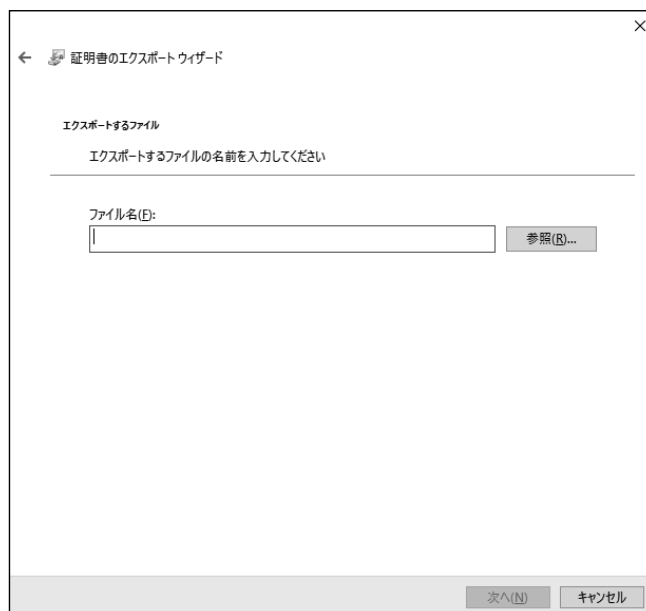 証明書のエクスポート ウィザード
エクスポートするファイル
エクスポートするファイルの名前を入力してください
ファイル名(F):
参照(R)...
次へ(N)
キャンセル